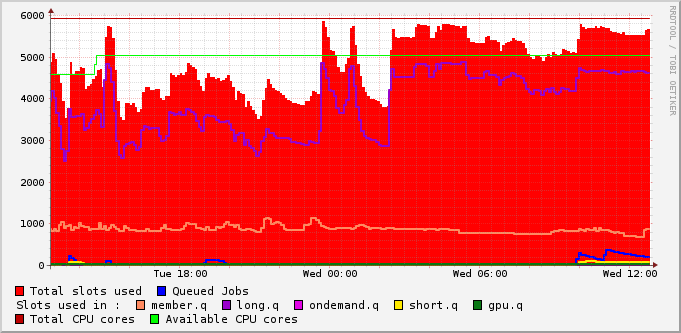 6000
5000
4000
3000
2000
1000
0
Tue 18:00 Wed 00:00 Wed 06:00 Wed 12:00
Total slots used Queued Jobs
Slots used in : member.q long.q ondemand.q short.q gpu.q
Total CPU cores Available CPU cores
RRDTOOL / TOBI OETIKER